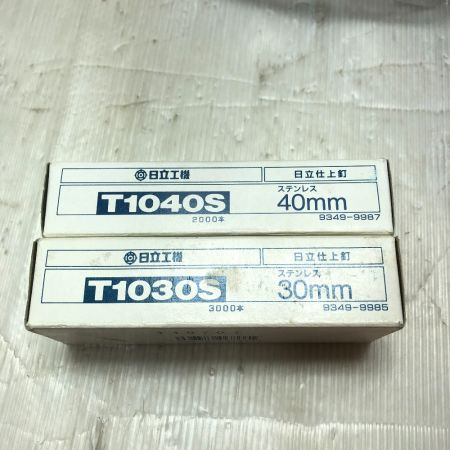 日立工機
日立仕上釘
T1040S
ステンレス
40mm
2000本
9349-9987
日立工機
日立仕上釘
T1030S
ステンレス
30mm
3000本
9349-9985